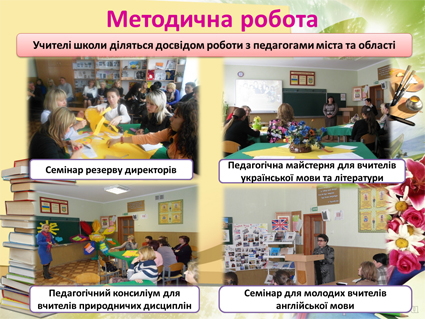 Методична робота
Учителі школи діляться досвідом роботи з педагогами міста та області
Семінар резерву директорів
Педагогічна майстерня для вчителів
української мови та літератури
Педагогічний консиліум для
вчителів природничих дисциплін
Семінар для молодих вчителів
англійської мови